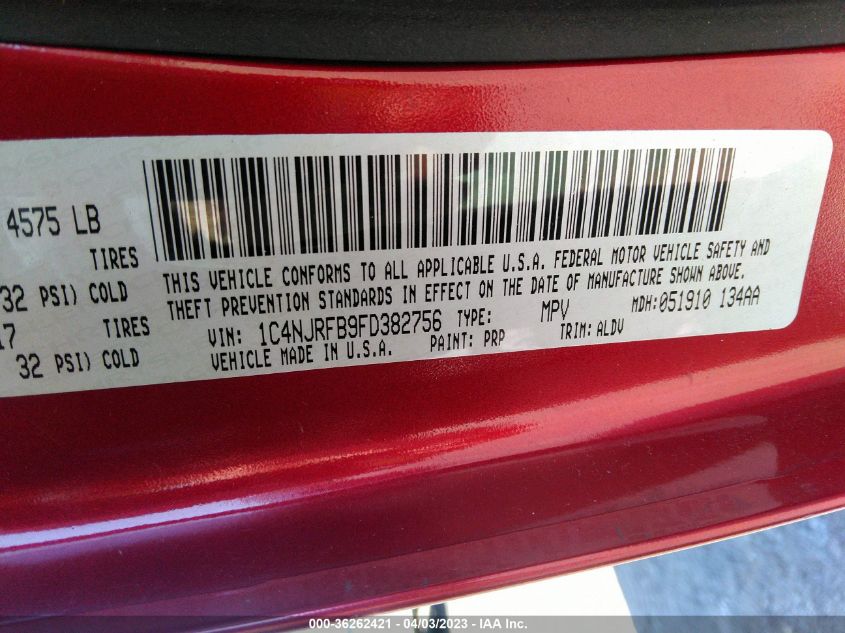 4575 LB
TIRES
32 PSI) COLD
17 TIRES
32 PSI) COLD
THIS VEHICLE CONFORMS TO ALL APPLICABLE U.S.A. FEDERAL MOTOR VEHICLE SAFETY AND
THEFT PREVENTION STANDARDS IN EFFECT ON THE DATE OF MANUFACTURE SHOWN ABOVE.
VIN: 1C4NJRFB9FD382756 TYPE: MPV MDH:051910 134AA
VEHICLE MADE IN U.S.A. PAINT: PRP TRIM: ALDV
000-36262421 - 04/03/2023 - IAA Inc.